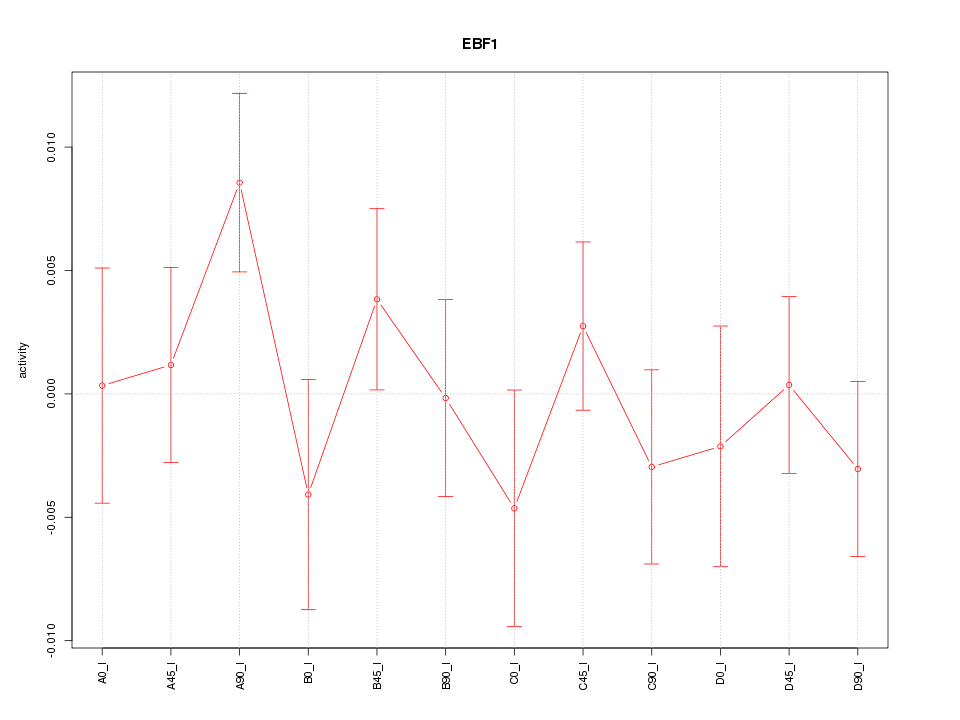 EBF1
activity
0.010
0.005
0.000
-0.005
-0.010
A0_I
A45_I
A90_I
B0_I
B45_I
B90_I
C0_I
C45_I
C90_I
D0_I
D45_I
D90_I